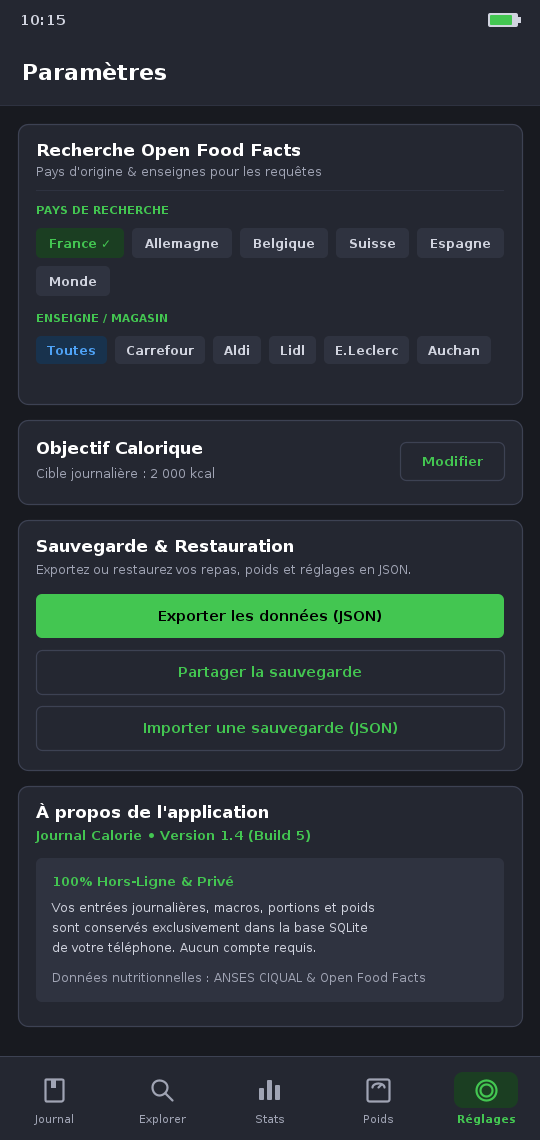 10:15
Paramètres
Recherche Open Food Facts
Pays d'origine & enseignes pour les requêtes
PAYS DE RECHERCHE
France ✓ Allemagne Belgique Suisse Espagne
Monde
ENSEIGNE / MAGASIN
Toutes Carrefour Aldi Lidl E.Leclerc Auchan
Objectif Calorique
Cible journalière : 2 000 kcal
Modifier
Sauvegarde & Restauration
Exportez ou restaurez vos repas, poids et réglages en JSON.
Exporter les données (JSON)
Partager la sauvegarde
Importer une sauvegarde (JSON)
À propos de l'application
Journal Calorie • Version 1.4 (Build 5)
100% Hors-Ligne & Privé
Vos entrées journalières, macros, portions et poids
sont conservés exclusivement dans la base SQLite
de votre téléphone. Aucun compte requis.
Données nutritionnelles : ANSES CIQUAL & Open Food Facts
Journal Explorer Stats Poids Réglages